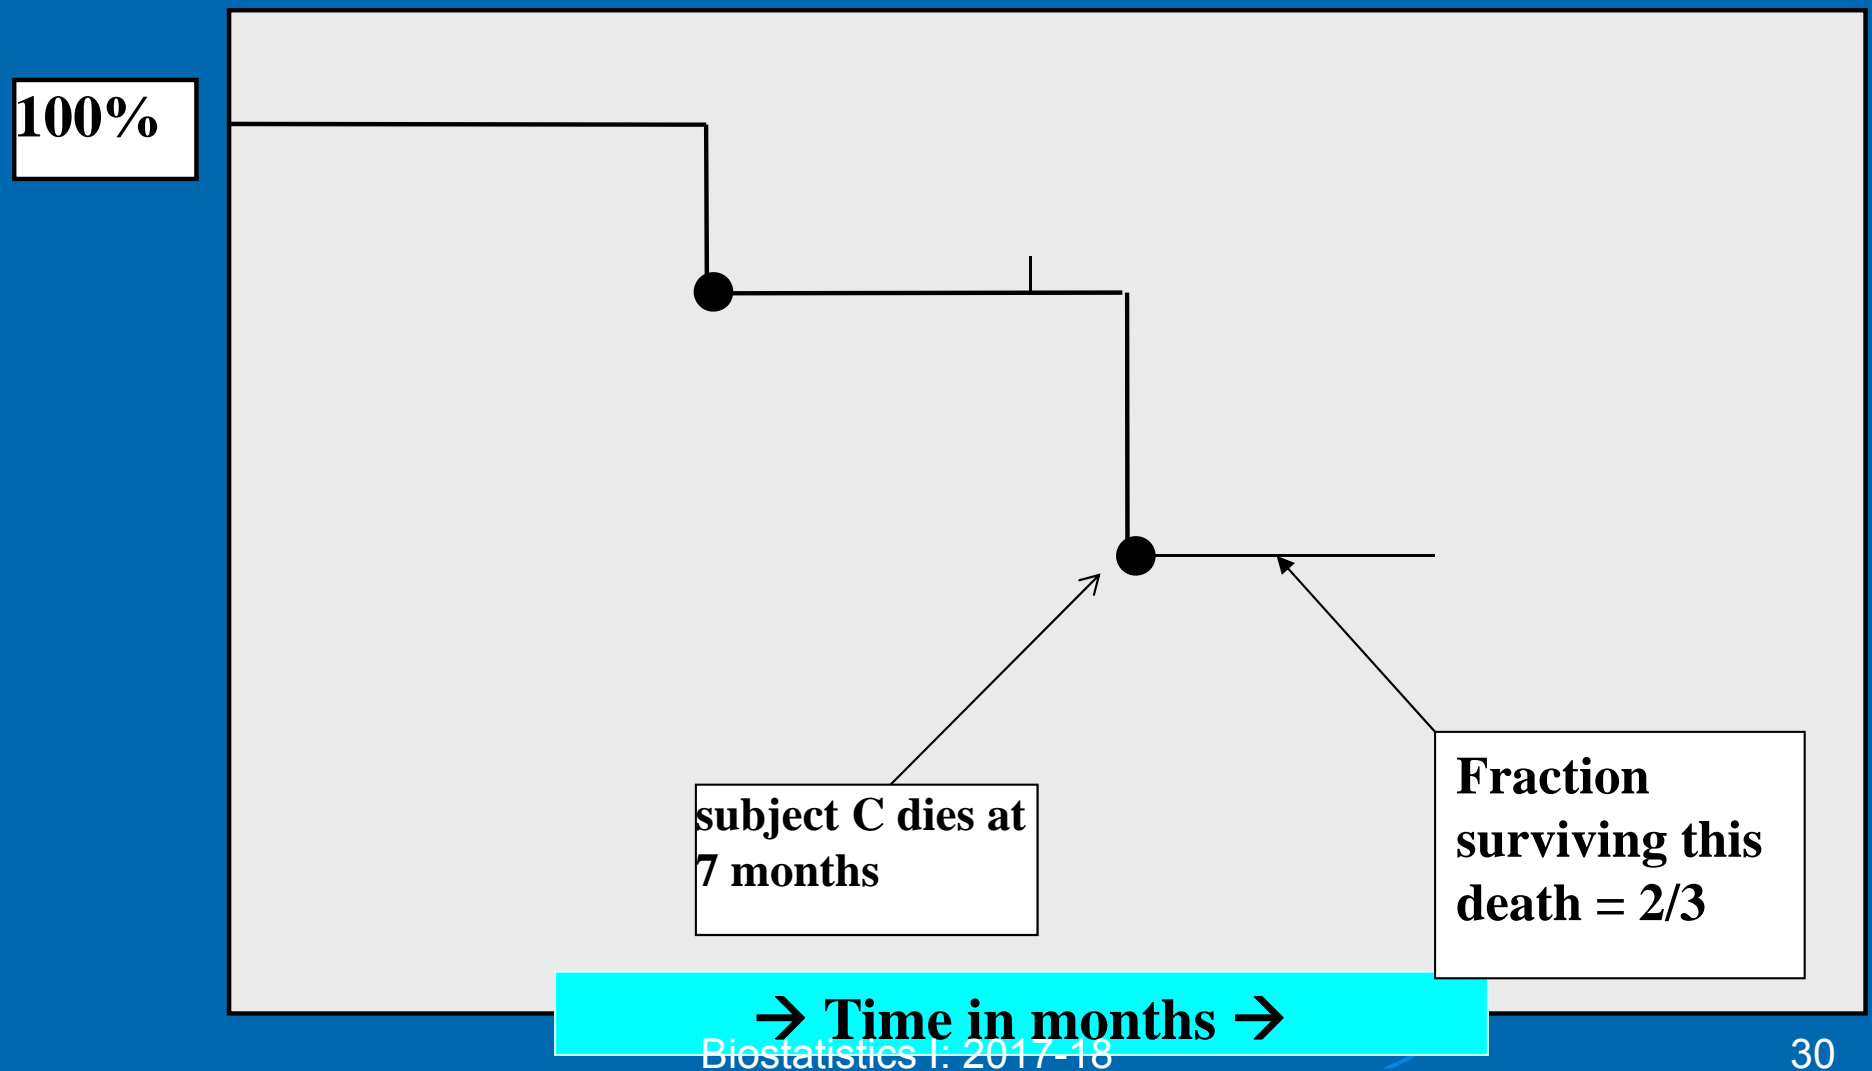 100%
subject C dies at
7 months
Fraction
surviving this
death = 2/3
→ Time in months →
Biostatistics I: 2017-18
30